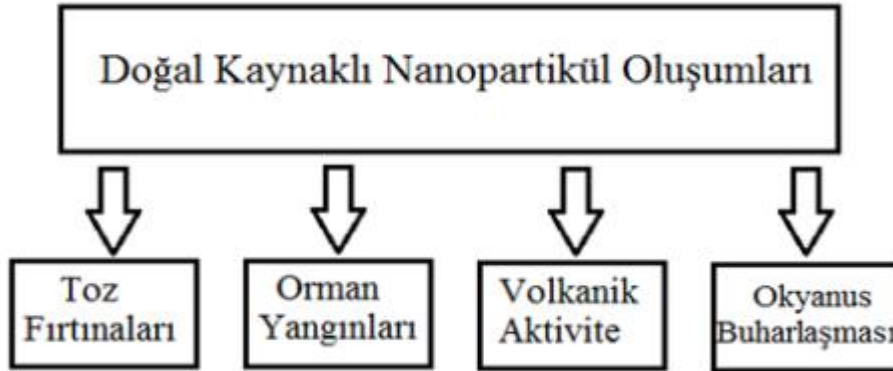 Doğal Kaynaklı Nanopartikül Oluşumları
Toz
Fırtınaları
Orman
Yangınları
Volkanik
Aktivite
Okyanus
Buharlaşması